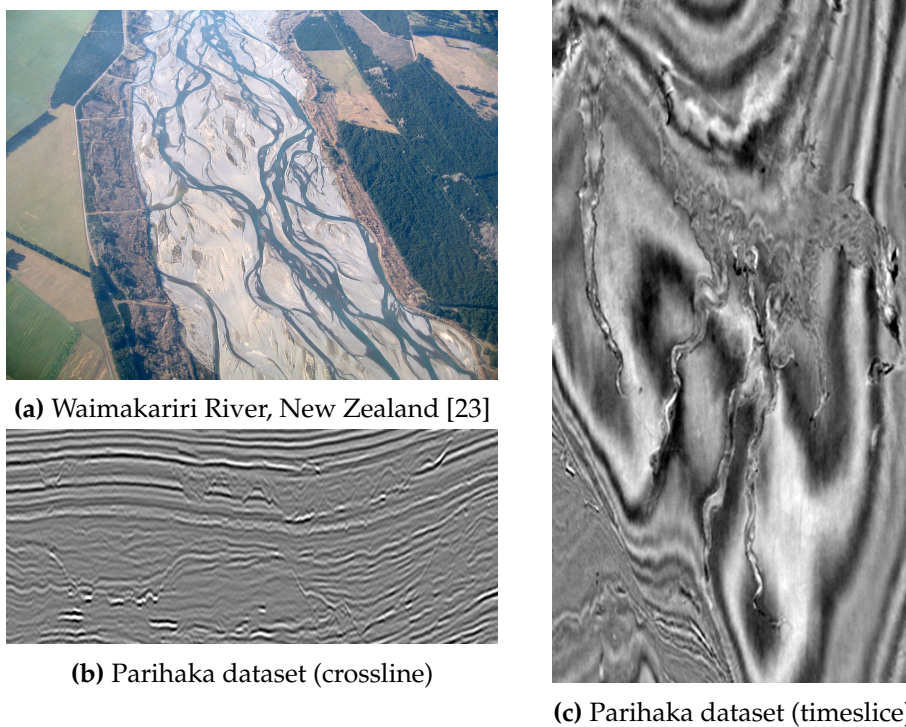 (a) Waimakariri River, New Zealand [23]
(b) Parihaka dataset (crossline)
(c) Parihaka dataset (timeslice)